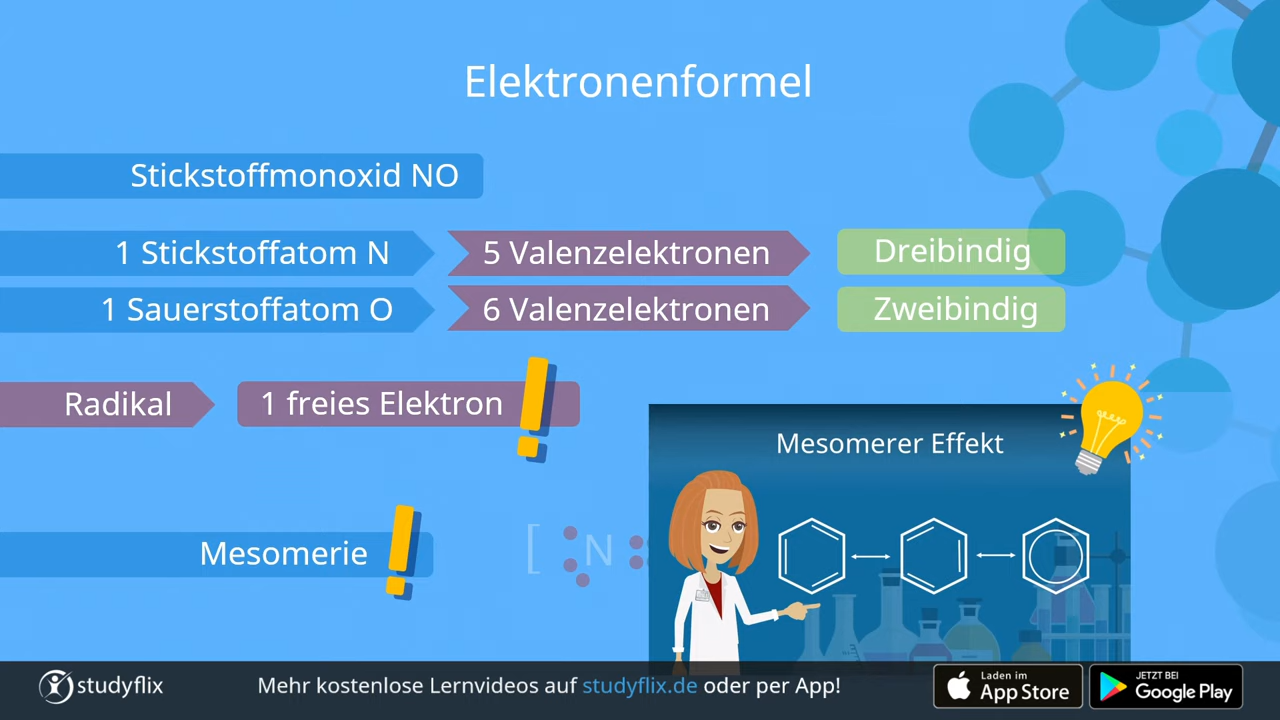 Elektronenformel
Stickstoffmonoxid NO
1 Stickstoffatom N 5 Valenzelektronen Dreibindig
1 Sauerstoffatom O 6 Valenzelektronen Zweibindig
Radikal 1 freies Elektron !
Mesomerer Effekt
Mesomerie ! [ N
studyflix Mehr kostenlose Lernvideos auf studyflix.de oder per App!
Laden im
App Store
JETZT BEI
Google Play